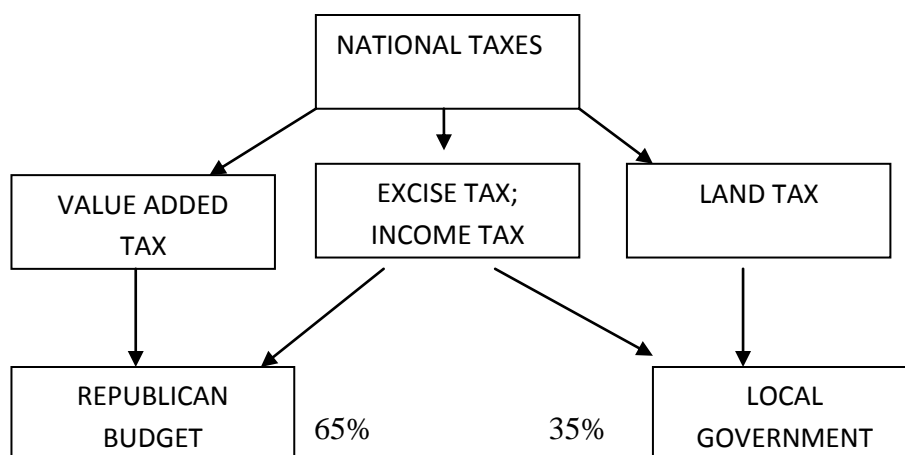 NATIONAL TAXES
VALUE ADDED
TAX
EXCISE TAX;
INCOME TAX
LAND TAX
REPUBLICAN
BUDGET
65%
35%
LOCAL
GOVERNMENT